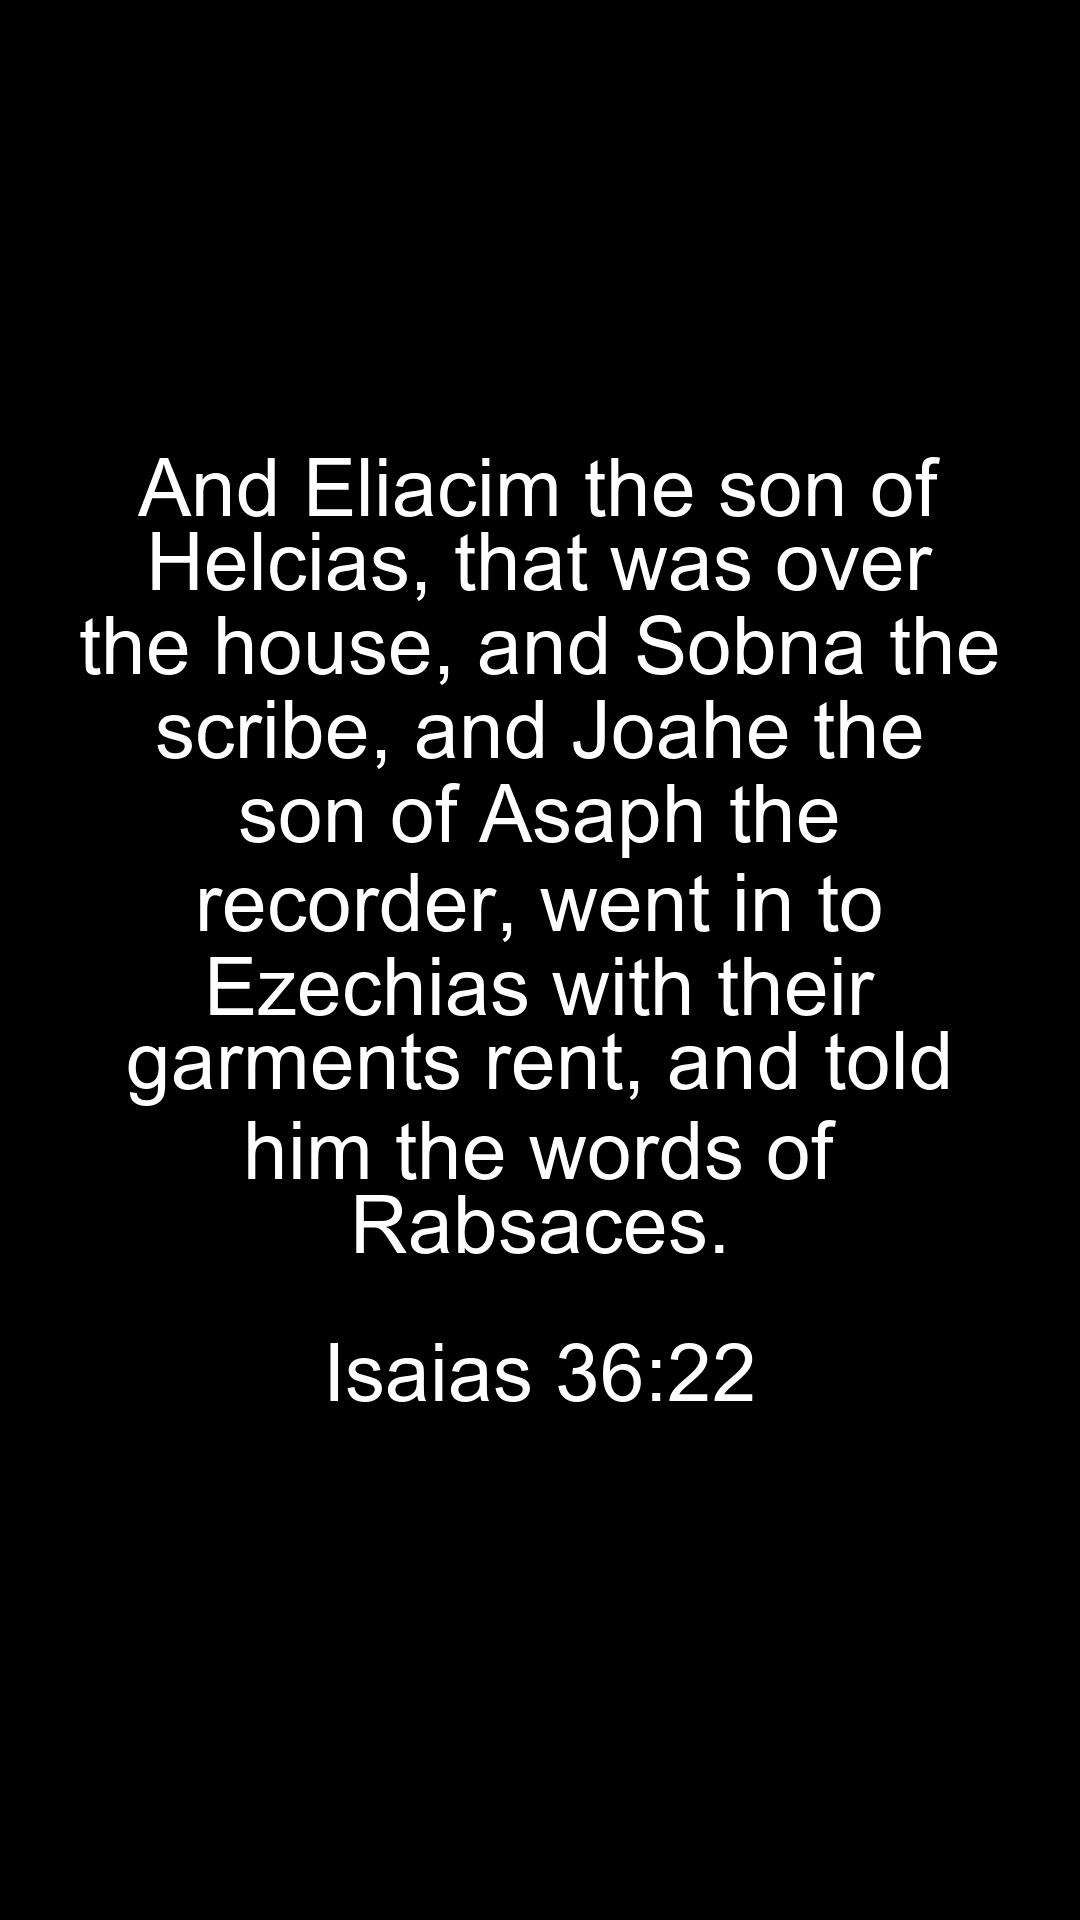 And Eliacim the son of
Helcias, that was over
the house, and Sobna the
scribe, and Joahe the
son of Asaph the
recorder, went in to
Ezechias with their
garments rent, and told
him the words of
Rabsaces.
Isaias 36:22